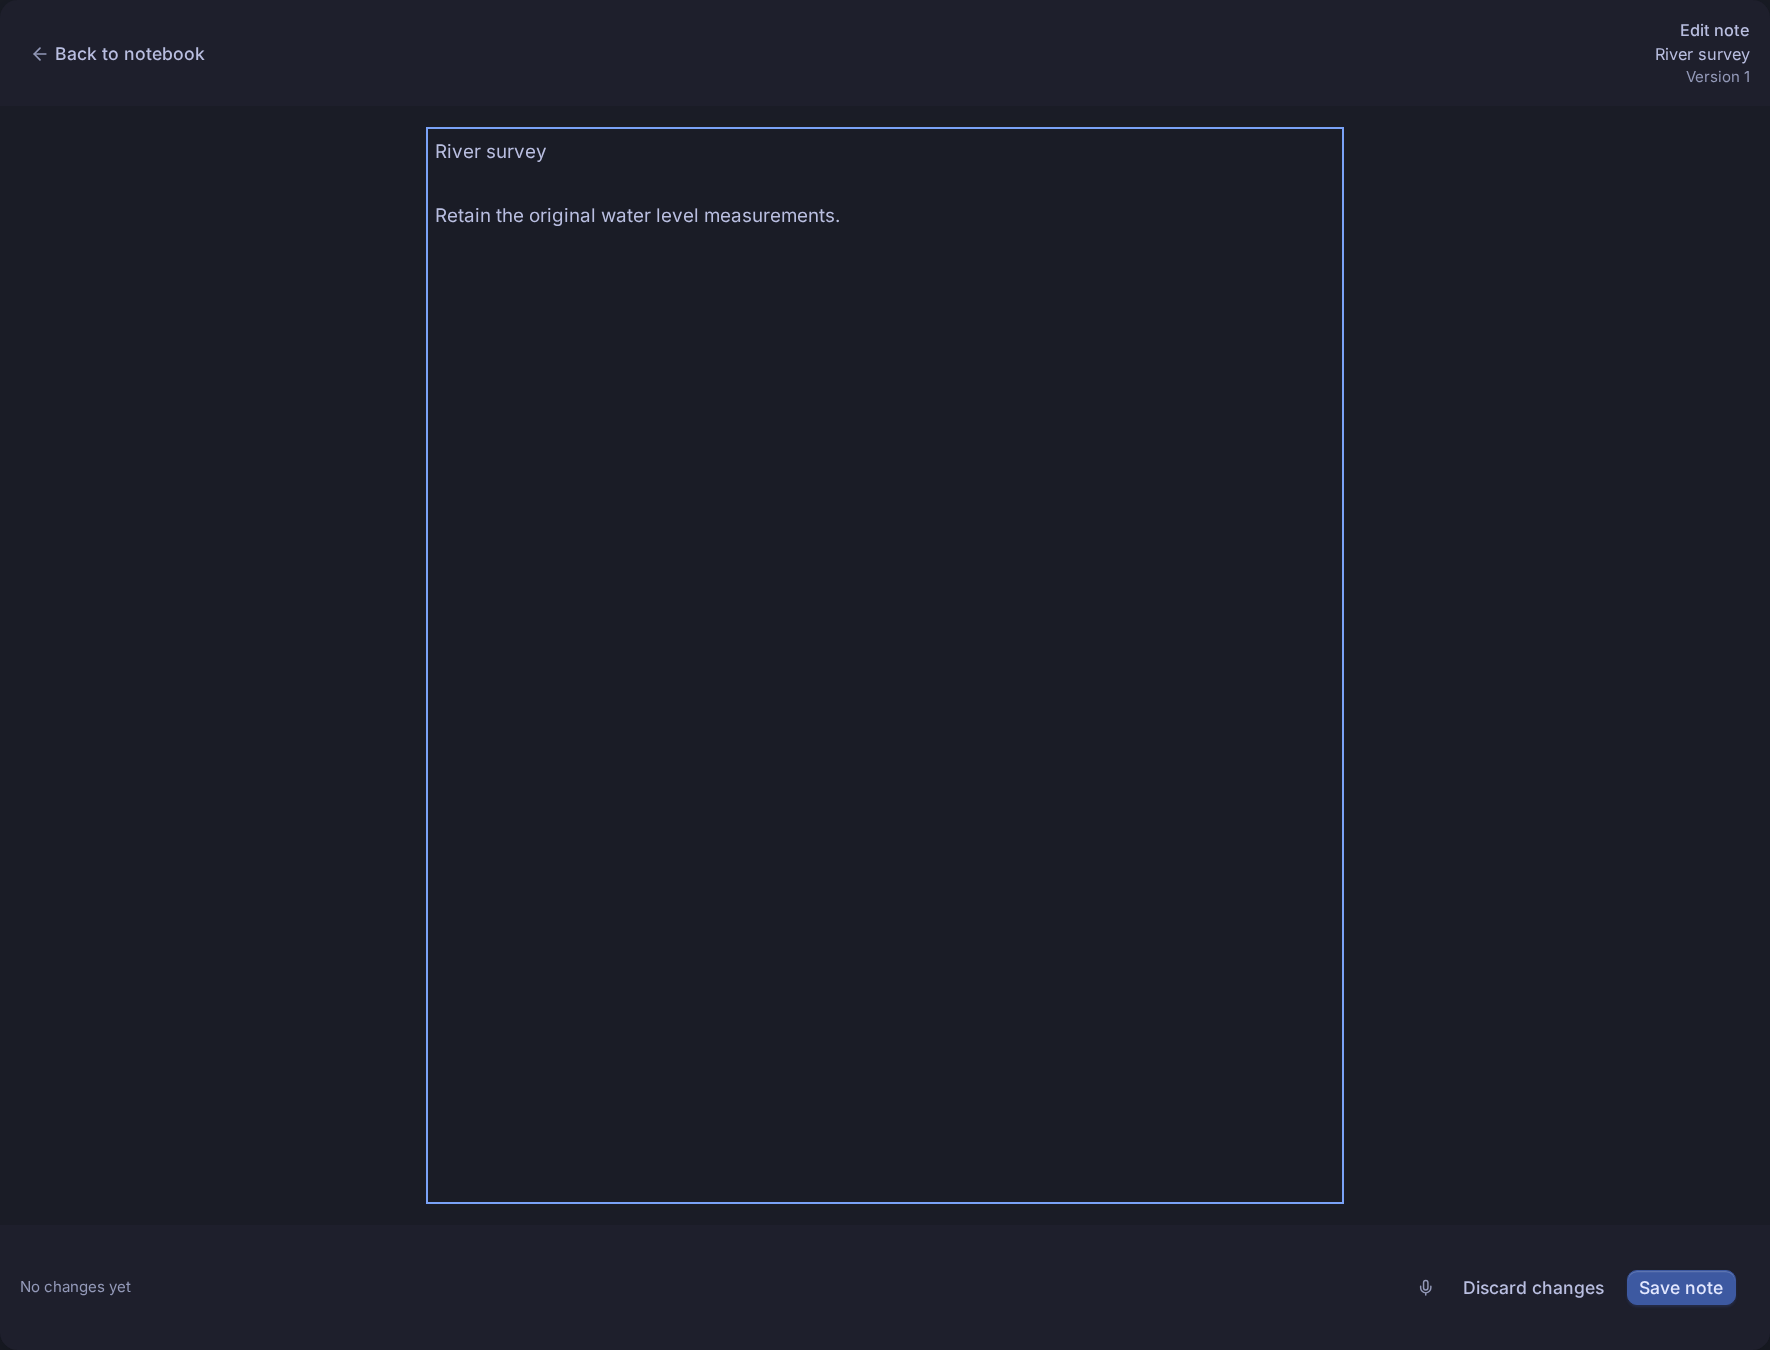 Back to notebook
Edit note
River survey
Version 1
River survey
Retain the original water level measurements.
No changes yet
Discard changes
Save note